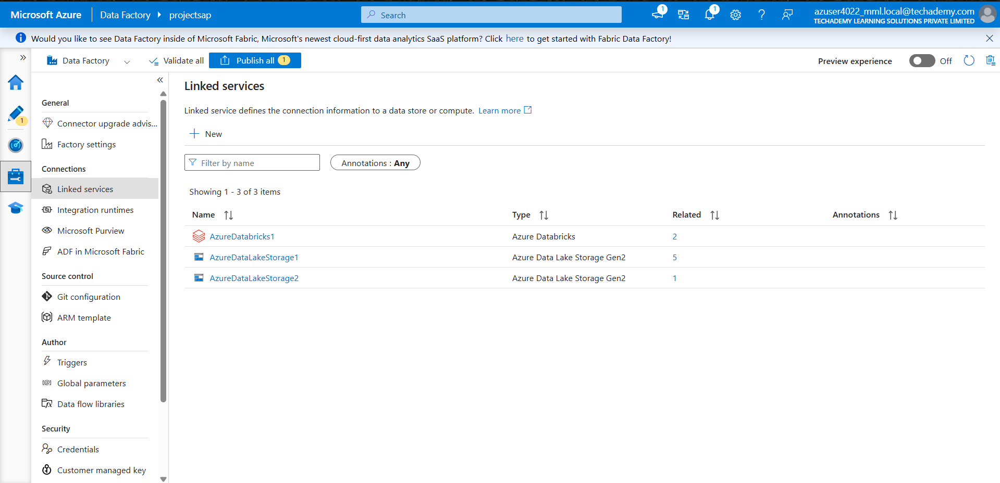 Microsoft Azure Data Factory projectsap Search 1 1 azuser4022_mml.local@techademy.com
TECHADEMY LEARNING SOLUTIONS PRIVATE LIMITED
Would you like to see Data Factory inside of Microsoft Fabric, Microsoft's newest cloud-first data analytics SaaS platform? Click here to get started with Fabric Data Factory!
Data Factory Validate all Publish all 1 Preview experience Off
1
General
Connector upgrade advis...
Factory settings
Connections
Linked services
Integration runtimes
Microsoft Purview
ADF in Microsoft Fabric
Source control
Git configuration
ARM template
Author
Triggers
Global parameters
Data flow libraries
Security
Credentials
Customer managed key
Linked services
Linked service defines the connection information to a data store or compute. Learn more
New
Filter by name Annotations : Any
Showing 1 - 3 of 3 items
Name Type Related Annotations
AzureDatabricks1 Azure Databricks 2
AzureDataLakeStorage1 Azure Data Lake Storage Gen2 5
AzureDataLakeStorage2 Azure Data Lake Storage Gen2 1